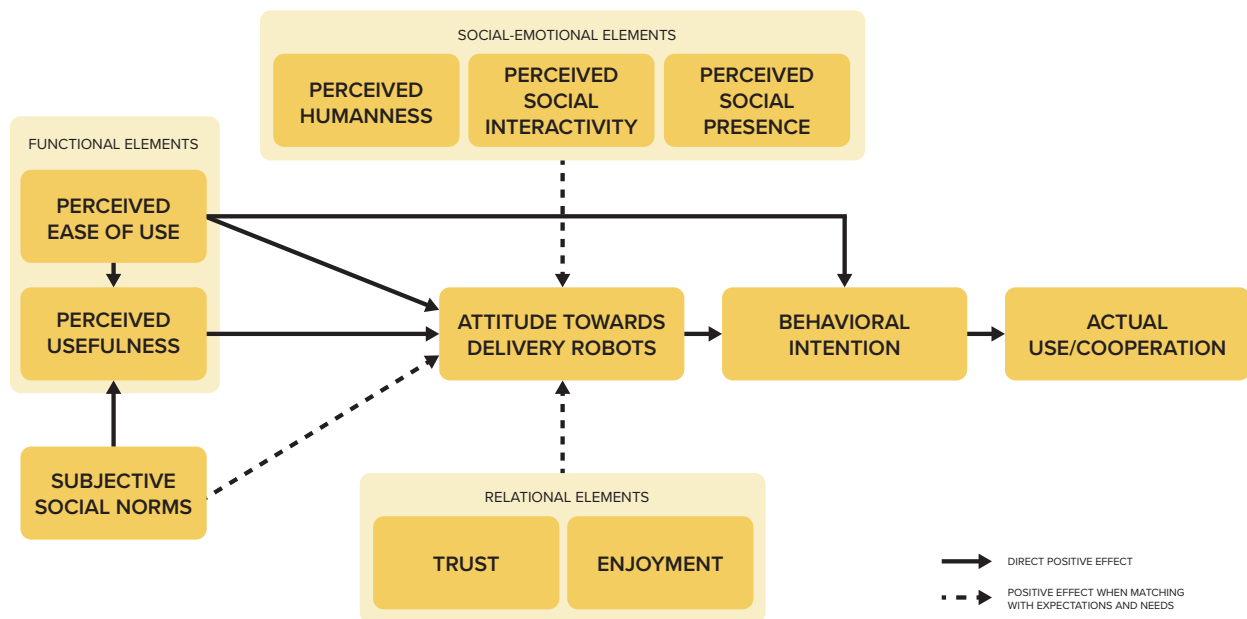 SOCIAL-EMOTIONAL ELEMENTS
PERCEIVED
HUMANNESS
PERCEIVED
SOCIAL
INTERACTIVITY
PERCEIVED
SOCIAL
PRESENCE
FUNCTIONAL ELEMENTS
PERCEIVED
EASE OF USE
PERCEIVED
USEFULNESS
ATTITUDE TOWARDS
DELIVERY ROBOTS
BEHAVIORAL
INTENTION
ACTUAL
USE/COOPERATION
SUBJECTIVE
SOCIAL NORMS
RELATIONAL ELEMENTS
TRUST
ENJOYMENT
DIRECT POSITIVE EFFECT
POSITIVE EFFECT WHEN MATCHING
WITH EXPECTATIONS AND NEEDS